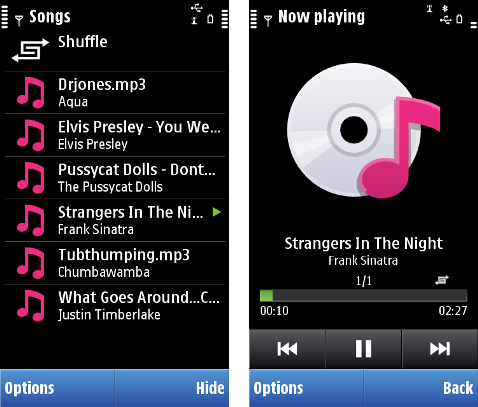 Songs
Shuffle
Drjones.mp3
Aqua
Elvis Presley - You We...
Elvis Presley
Pussycat Dolls - Dont...
The Pussycat Dolls
Strangers In The Ni...
Frank Sinatra
Tubthumping.mp3
Chumbawamba
What Goes Around...C...
Justin Timberlake
Options
Hide
Now playing
Strangers In The Night
Frank Sinatra
1/1
00:10
02:27
Options
Back